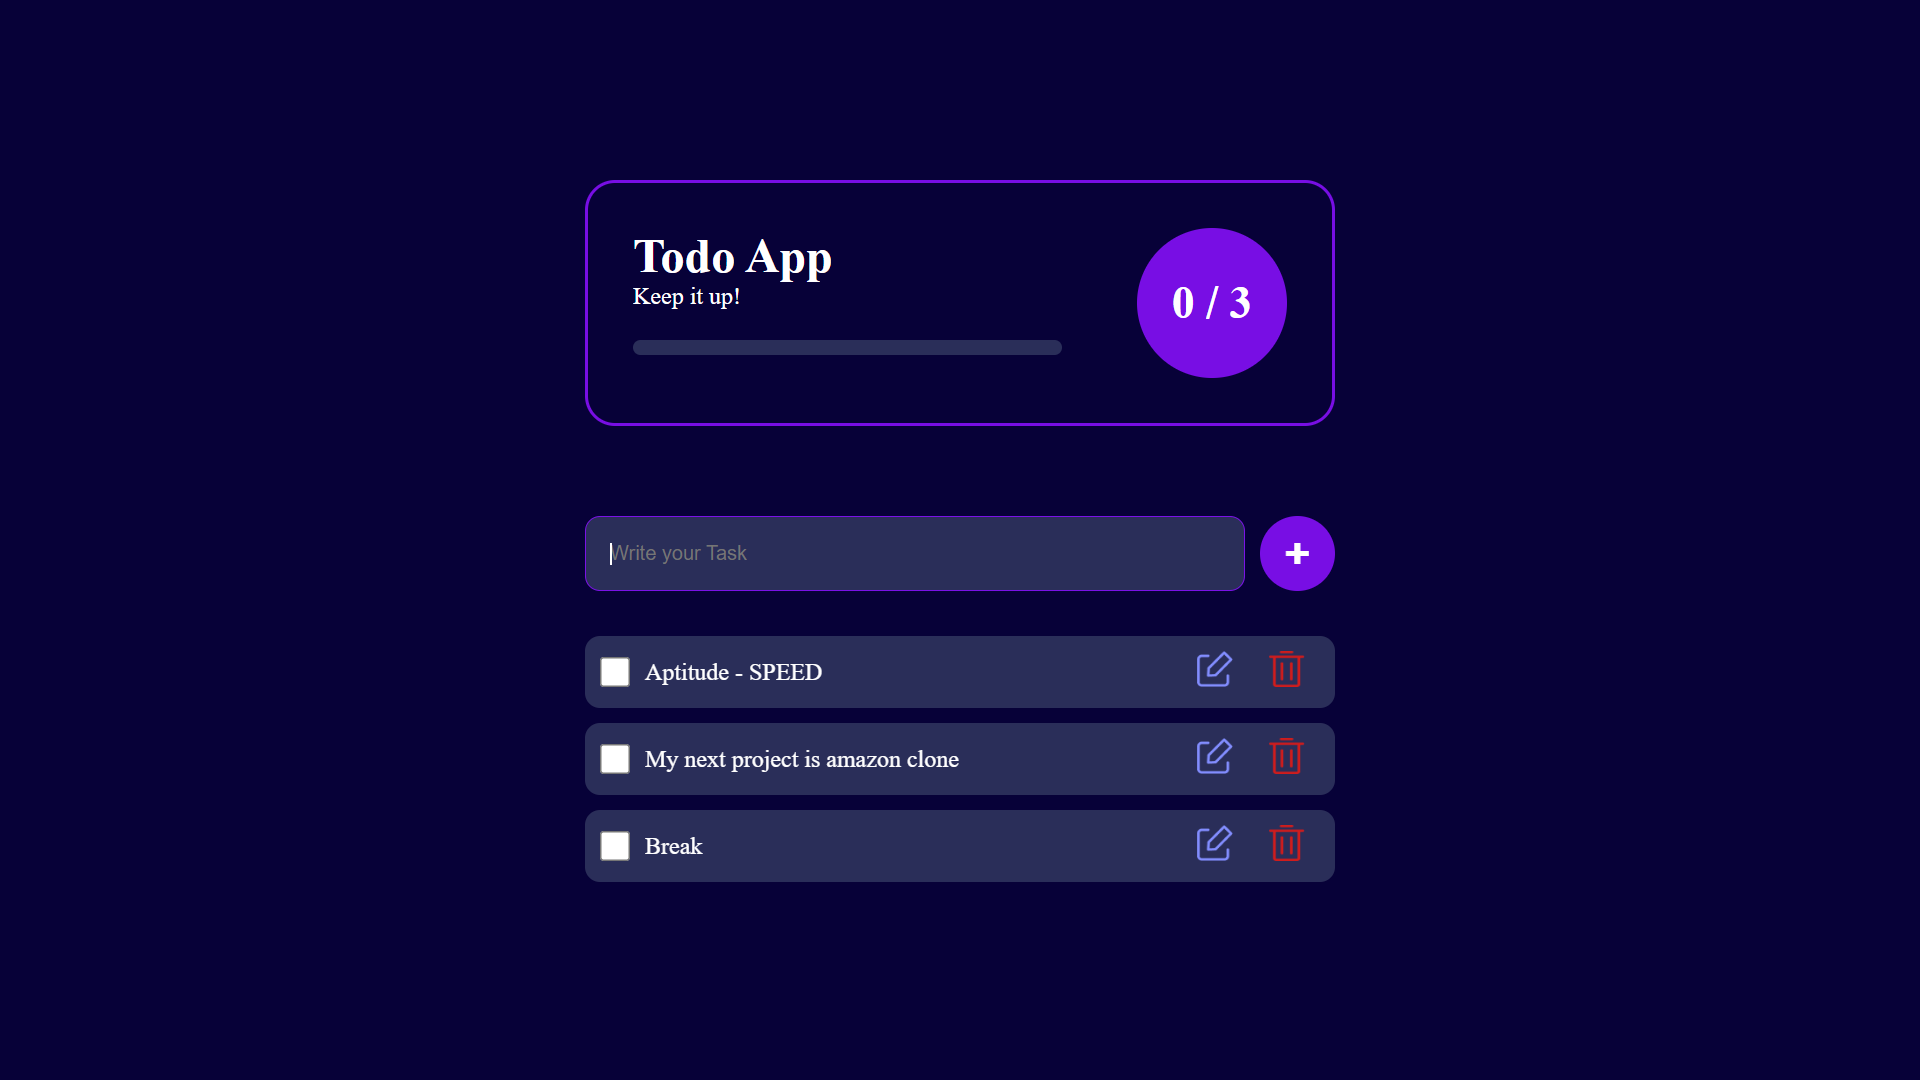 Todo App
Keep it up!
0 / 3
Write your Task
+
Aptitude - SPEED
My next project is amazon clone
Break